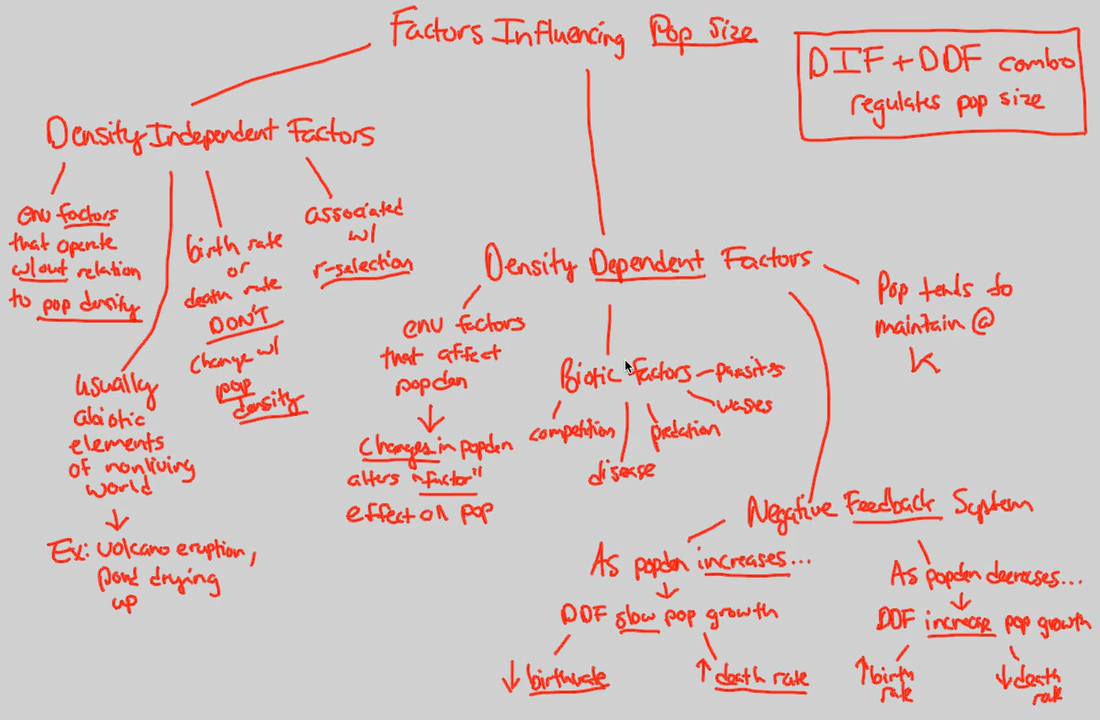 Factors Influencing Pop Size
DIF + DDF combo
regulates pop size
Density Independent Factors
env factors
that operate
w/out relation
to pop density
usually
abiotic
elements
of nonliving
world
↓
Ex: volcano eruption,
pond drying
up
birth rate
or
death rate
DON'T
change w/
pop
density
associated
w/
r-selection
Density Dependent Factors
env factors
that affect
popden
↓
Changes in popden
alters "factor"
effect on pop
Biotic Factors
parasites
wastes
competition
predation
disease
Pop tends to
maintain @
K
Negative Feedback System
As popden increases...
↓
DDF slow pop growth
↓ birthrate
↑ death rate
As popden decreases...
↓
DDF increase pop growth
↑ birth
rate
↓ death
rate